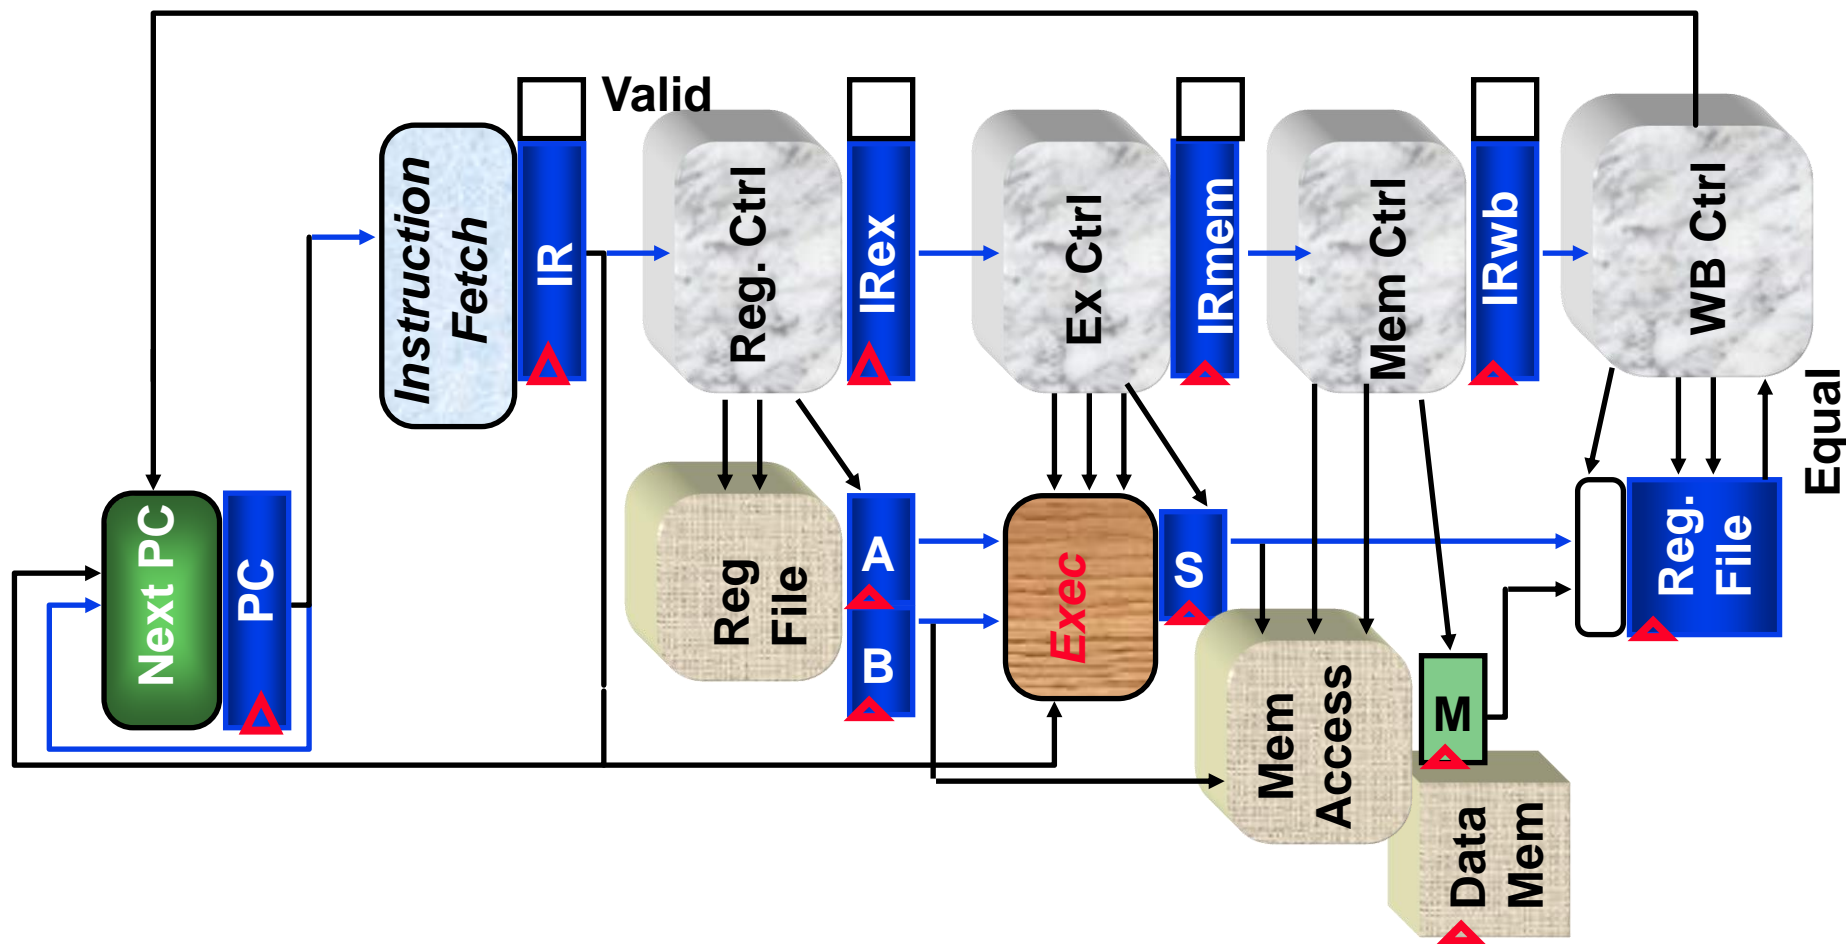 Valid
Instruction
Fetch
IR
Reg. Ctrl
IRex
Ex Ctrl
IRmem
Mem Ctrl
IRwb
WB Ctrl
Equal
Next PC
PC
Reg
File
A
B
Exec
S
Mem
Access
M
Data
Mem
Reg.
File